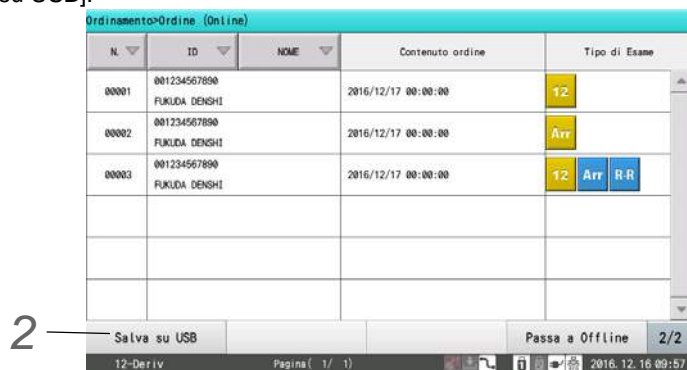 su USB].
Ordinamento>Ordine (Online)
N. ID NOME Contenuto ordine Tipo di Esame
00001 001234567890 FUKUDA DENSHI 2016/12/17 00:00:00 12
00002 001234567890 FUKUDA DENSHI 2016/12/17 00:00:00 Arr
00003 001234567890 FUKUDA DENSHI 2016/12/17 00:00:00 12 Arr R-R
2 Salva su USB Passa a Offline 2/2
12-Deriv Pagina( 1/ 1) 2016.12.16 09:57